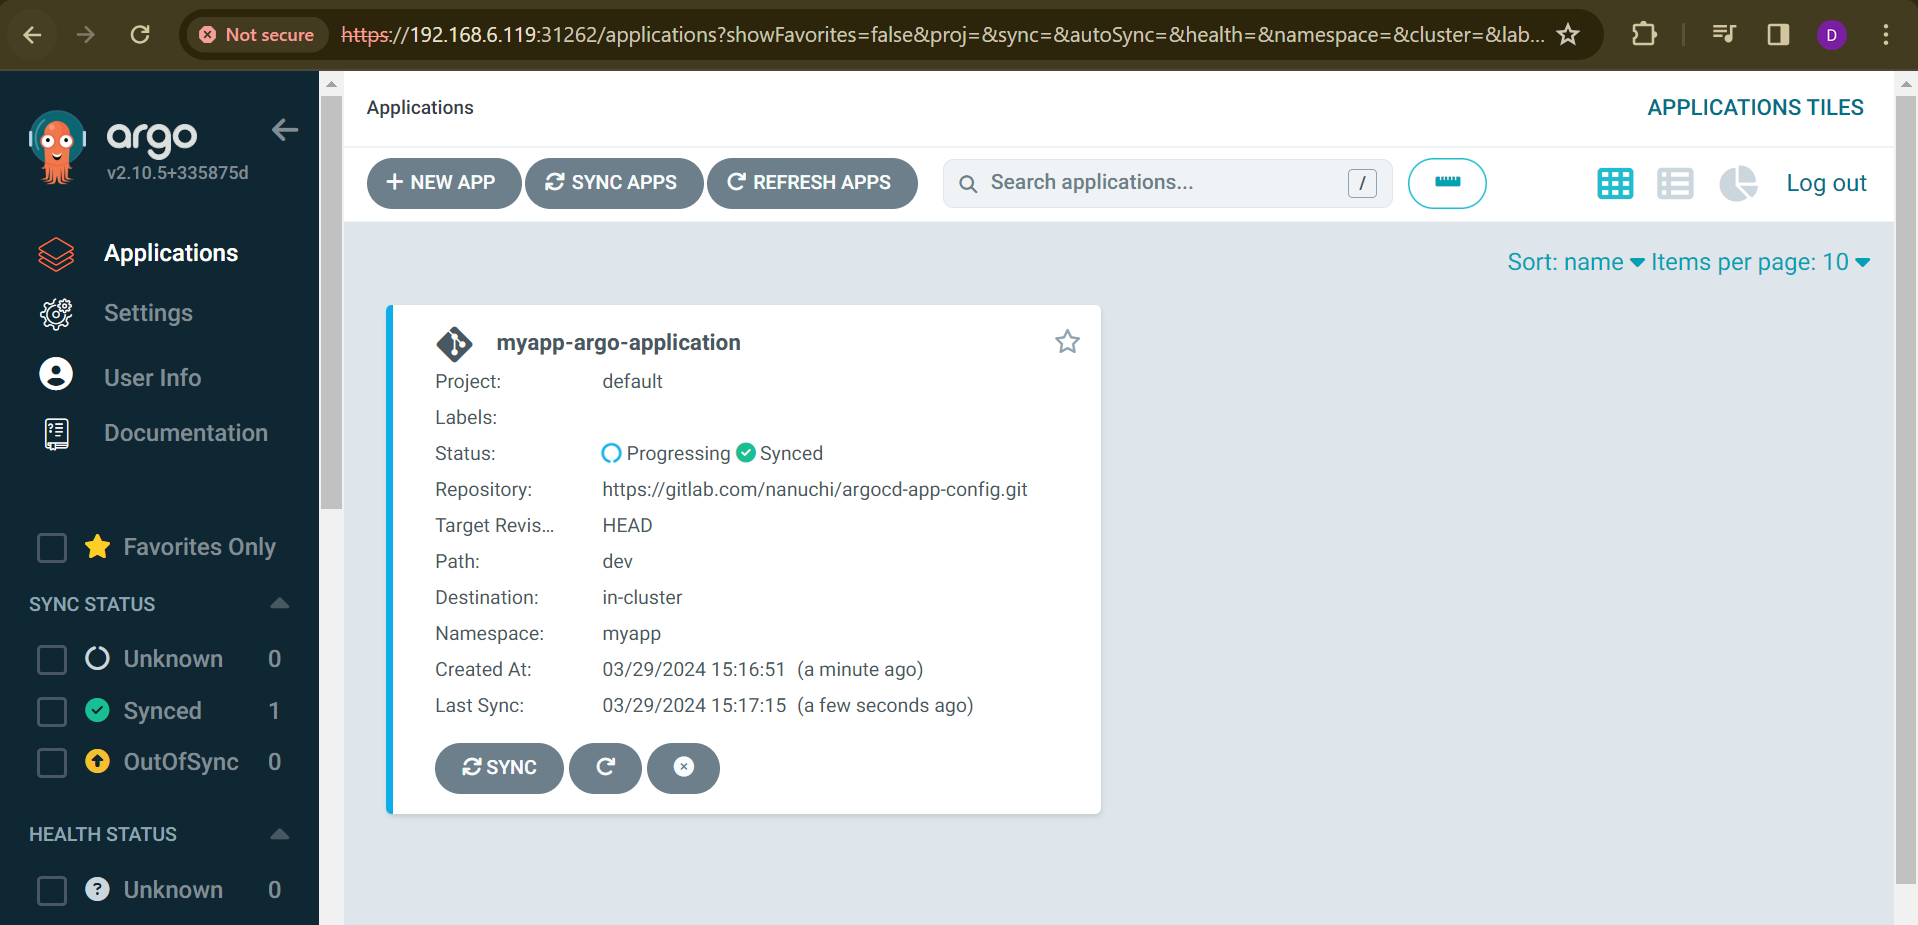 Not secure https://192.168.6.119:31262/applications?showFavorites=false&proj=&sync=&autoSync=&health=&namespace=&cluster=&lab... D
argo
v2.10.5+335875d
Applications
Settings
User Info
Documentation
Favorites Only
SYNC STATUS
Unknown 0
Synced 1
OutOfSync 0
HEALTH STATUS
Unknown 0
Applications
APPLICATIONS TILES
+ NEW APP SYNC APPS REFRESH APPS Search applications... / Log out
Sort: name Items per page: 10
myapp-argo-application
Project: default
Labels:
Status: Progressing Synced
Repository: https://gitlab.com/nanuchi/argocd-app-config.git
Target Revis... HEAD
Path: dev
Destination: in-cluster
Namespace: myapp
Created At: 03/29/2024 15:16:51 (a minute ago)
Last Sync: 03/29/2024 15:17:15 (a few seconds ago)
SYNC